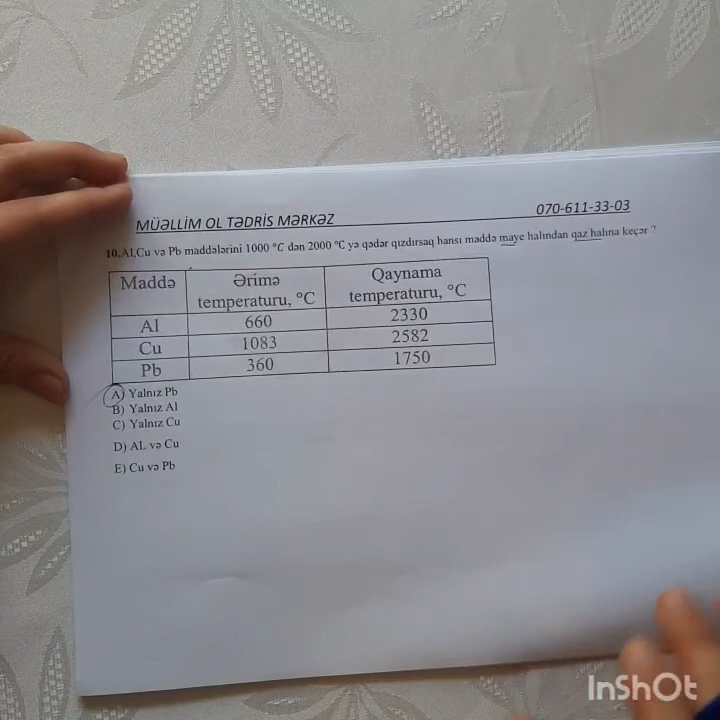 MÜƏLLİM OL TƏDRİS MƏRKƏZ 070-611-33-03
10.Al,Cu və Pb maddələrini 1000 °C dən 2000 °C yə qədər qızdırsaq hansı maddə maye halından qaz halına keçər ?
Maddə Ərimə temperaturu, °C Qaynama temperaturu, °C
Al 660 2330
Cu 1083 2582
Pb 360 1750
A) Yalnız Pb
B) Yalnız Al
C) Yalnız Cu
D) AL və Cu
E) Cu və Pb
InShOt